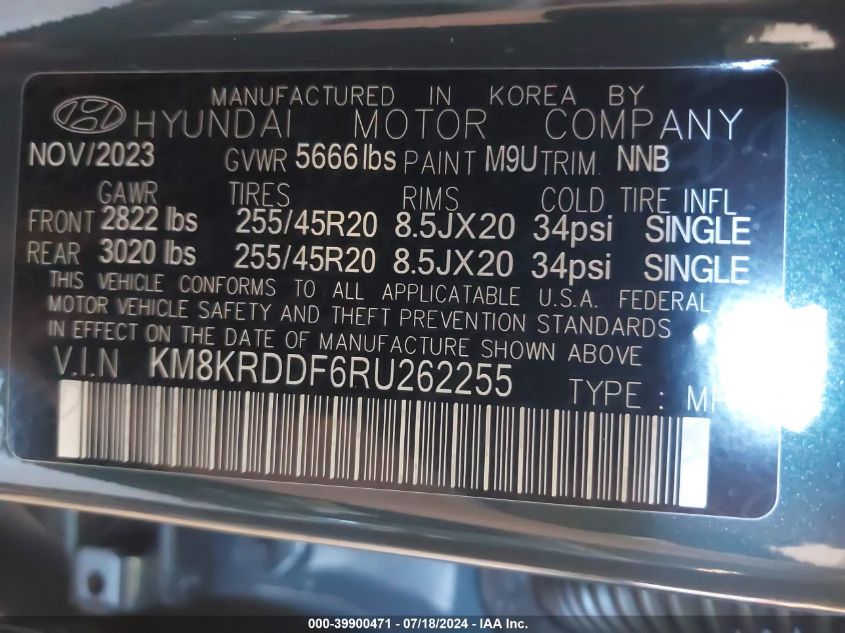 MANUFACTURED IN KOREA BY
HYUNDAI MOTOR COMPANY
NOV/2023 GVWR 5666 lbs PAINT M9U TRIM NNB
GAWR TIRES RIMS COLD TIRE INFL
FRONT 2822 lbs 255/45R20 8.5JX20 34psi SINGLE
REAR 3020 lbs 255/45R20 8.5JX20 34psi SINGLE
THIS VEHICLE CONFORMS TO ALL APPLICATABLE U.S.A. FEDERAL
MOTOR VEHICLE SAFETY AND THEFT PREVENTION STANDARDS
IN EFFECT ON THE DATE OF MANUFACTURE SHOWN ABOVE
V.I.N KM8KRDDF6RU262255
TYPE :
000-39900471 - 07/18/2024 - IAA Inc.